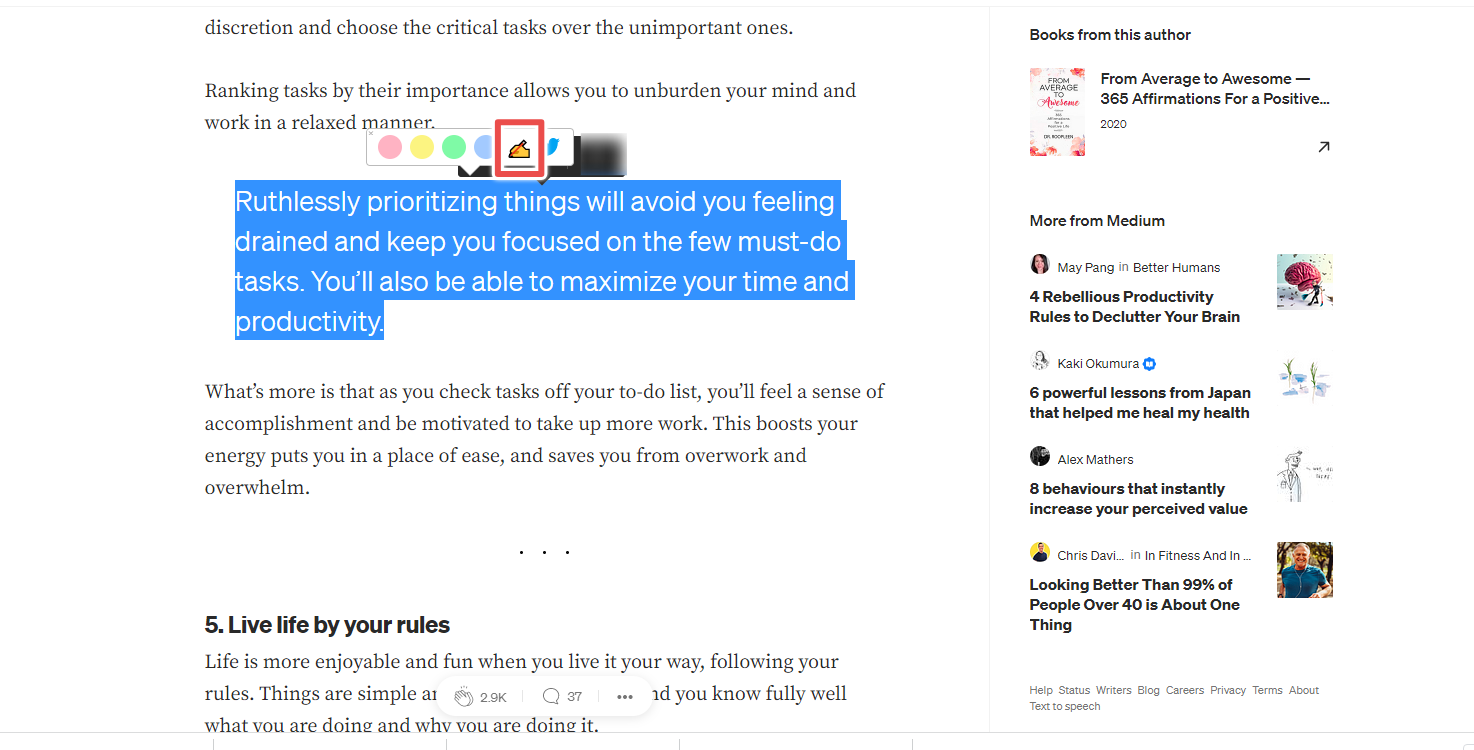 discretion and choose the critical tasks over the unimportant ones.
Ranking tasks by their importance allows you to unburden your mind and
work in a relaxed manner.
Ruthlessly prioritizing things will avoid you feeling
drained and keep you focused on the few must-do
tasks. You’ll also be able to maximize your time and
productivity.
What’s more is that as you check tasks off your to-do list, you’ll feel a sense of
accomplishment and be motivated to take up more work. This boosts your
energy puts you in a place of ease, and saves you from overwork and
overwhelm.
. . .
5. Live life by your rules
Life is more enjoyable and fun when you live it your way, following your
rules. Things are simple nd you know fully well
what you are doing and why you are doing it.
2.9K
37
Books from this author
FROM
AVERAGE
TO
Awesome
365
Affirmations
for a
Positive Life
DR. ROOPLEEN
From Average to Awesome —
365 Affirmations For a Positive...
2020
More from Medium
May Pang in Better Humans
4 Rebellious Productivity
Rules to Declutter Your Brain
Kaki Okumura
6 powerful lessons from Japan
that helped me heal my health
Alex Mathers
8 behaviours that instantly
increase your perceived value
Chris Davi... in In Fitness And In ...
Looking Better Than 99% of
People Over 40 is About One
Thing
Help Status Writers Blog Careers Privacy Terms About
Text to speech